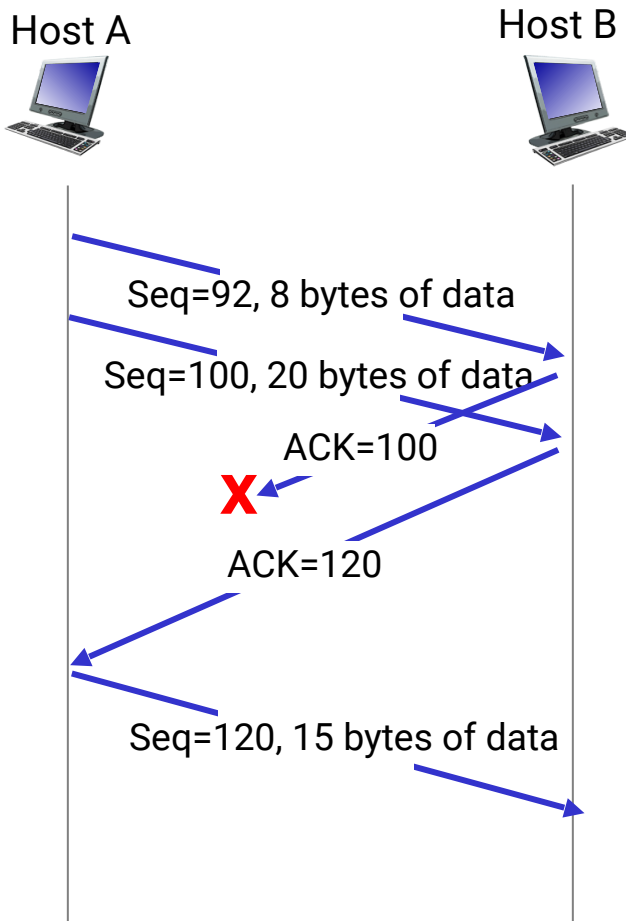 Host A
Host B
Seq=92, 8 bytes of data
Seq=100, 20 bytes of data
ACK=100
X
ACK=120
Seq=120, 15 bytes of data